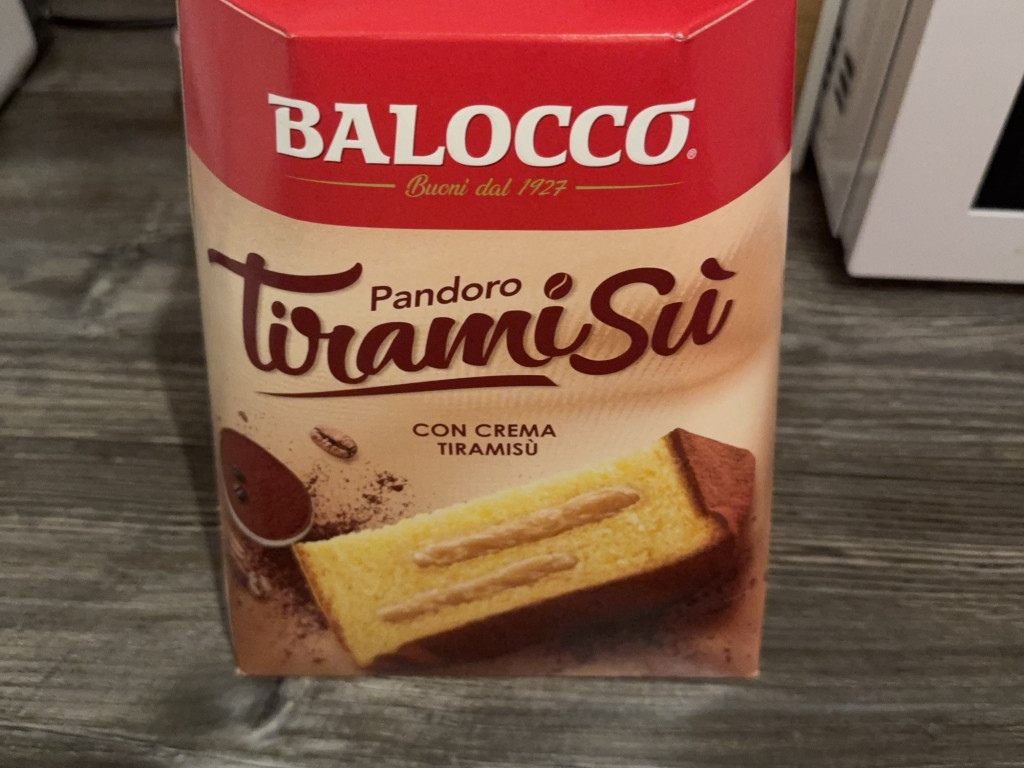 BALOCCO®
Buoni dal 1927
Pandoro
TiramiSù
CON CREMA
TIRAMISÙ